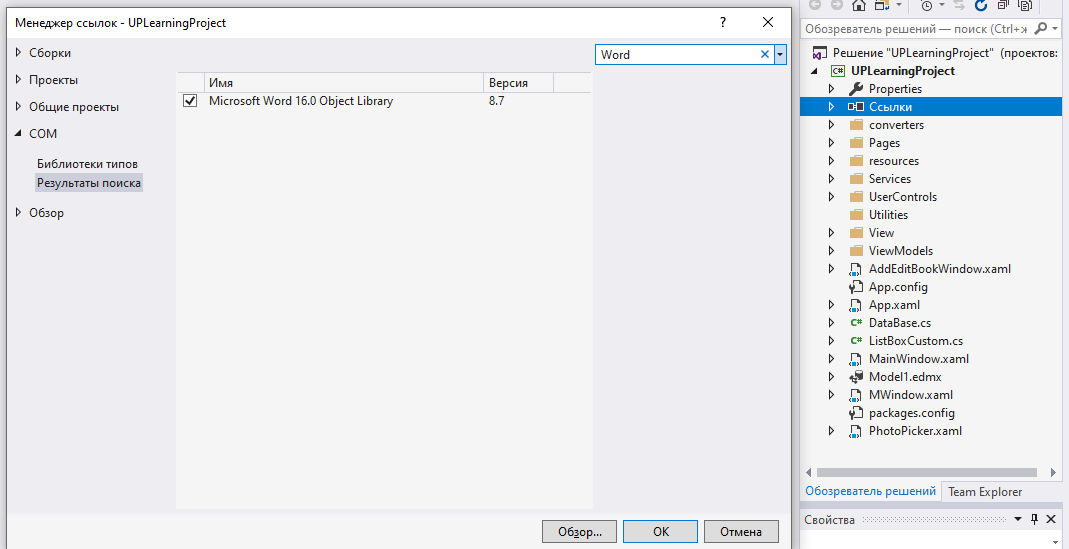 Менеджер ссылок - UPLearningProject
?
Сборки
Проекты
Общие проекты
COM
Библиотеки типов
Результаты поиска
Обзор
Word
Имя Версия
Microsoft Word 16.0 Object Library 8.7
Обзор...
OK
Отмена
Обозреватель решений — поиск (Ctrl+ж
Решение "UPLearningProject" (проектов:
C# UPLearningProject
Properties
Ссылки
converters
Pages
resources
Services
UserControls
Utilities
View
ViewModels
AddEditBookWindow.xaml
App.config
App.xaml
C# DataBase.cs
C# ListBoxCustom.cs
MainWindow.xaml
Model1.edmx
MWindow.xaml
packages.config
PhotoPicker.xaml
Обозреватель решений Team Explorer
Свойства